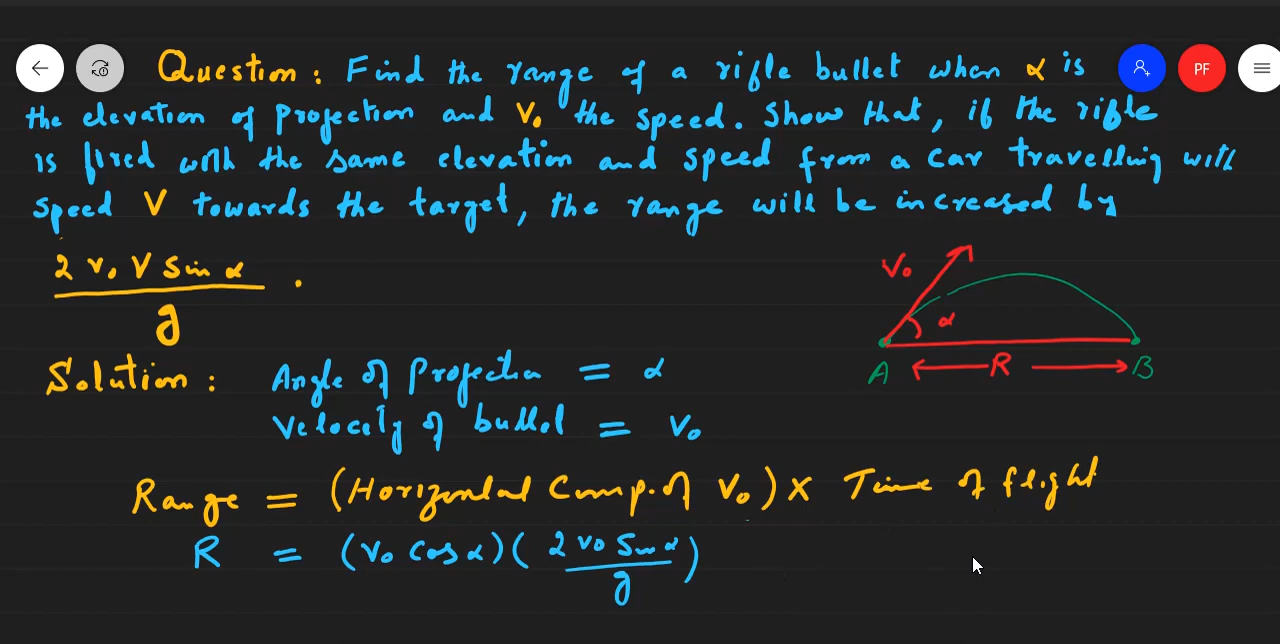 Question : Find the range of a rifle bullet when α is
the elevation of projection and V₀ the speed. Show that, if the rifle
is fired with the same elevation and speed from a car travelling with
speed V towards the target, the range will be increased by
2 v₀ V Sin α / g .
V₀
α
A R B
Solution : Angle of Projection = α
Velocity of bullet = V₀
Range = (Horizontal Comp. of V₀) × Time of flight
R = (V₀ Cos α) ( 2 V₀ Sin α / g )
PF